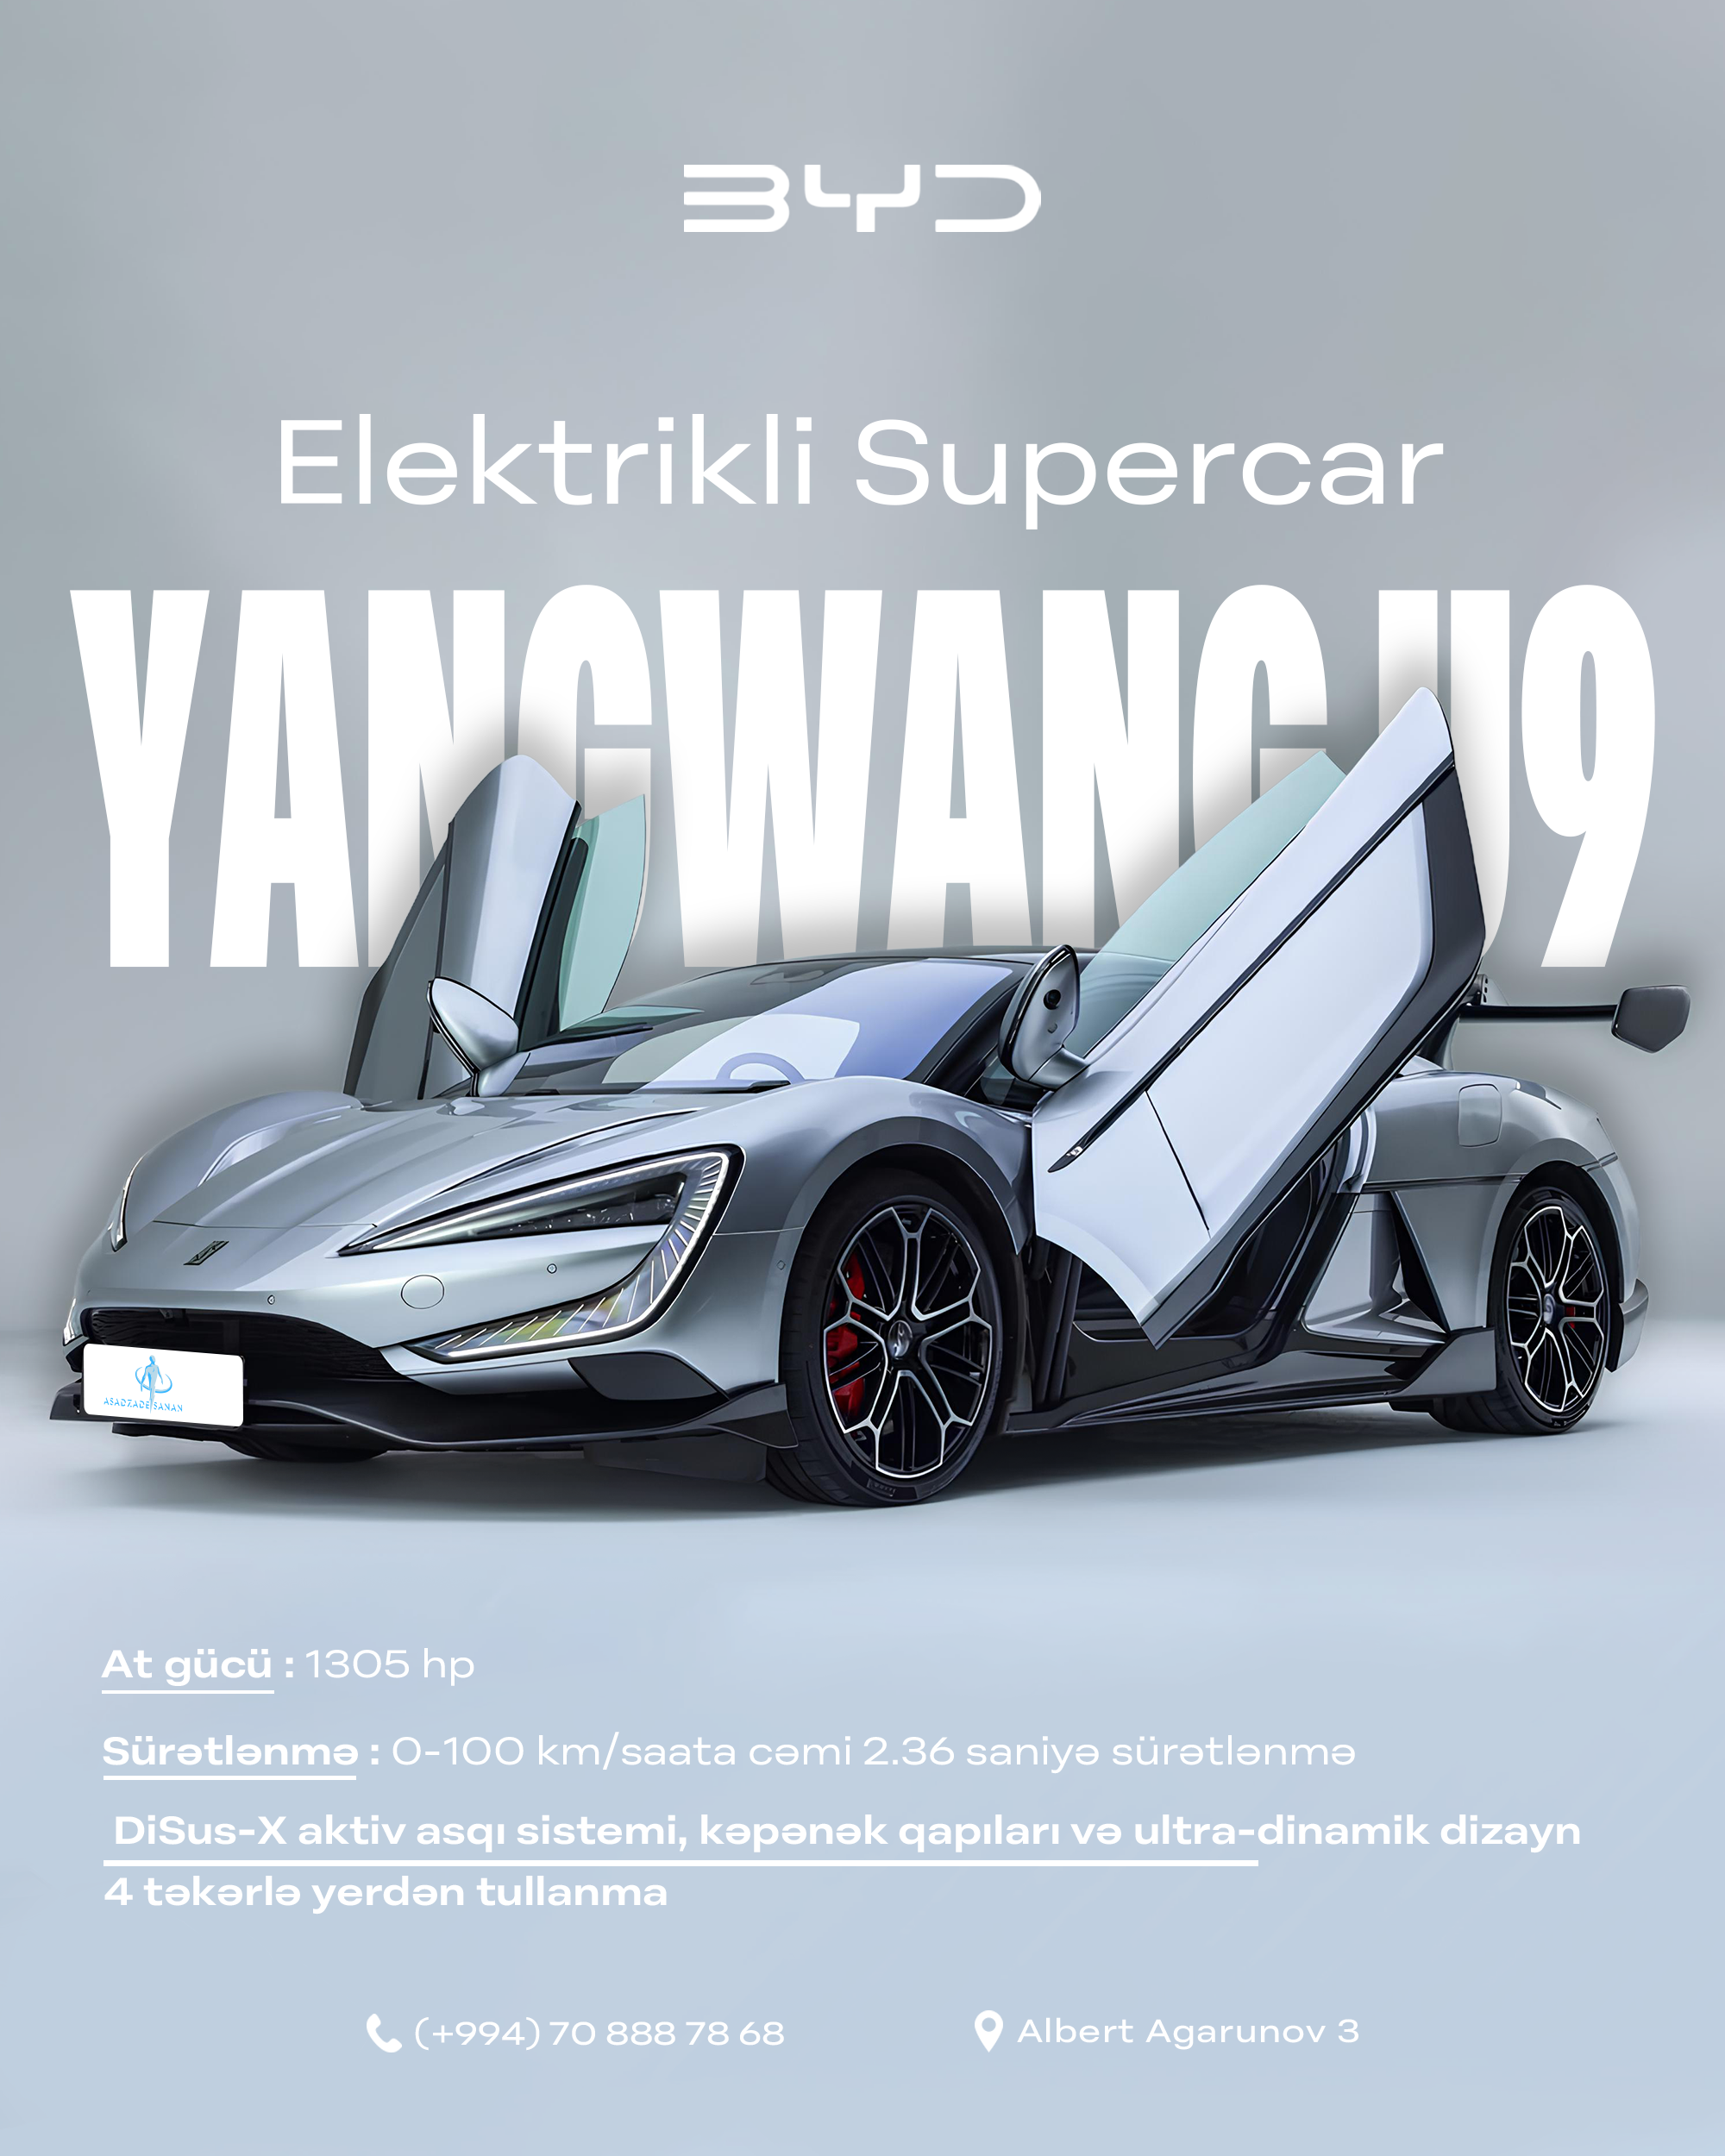 BYD
Elektrikli Supercar
YANGWANG U9
ASADZADE SANAN
At gücü : 1305 hp
Sürətlənmə : 0-100 km/saata cəmi 2.36 saniyə sürətlənmə
DiSus-X aktiv asqı sistemi, kəpənək qapıları və ultra-dinamik dizayn
4 təkərlə yerdən tullanma
(+994) 70 888 78 68
Albert Agarunov 3